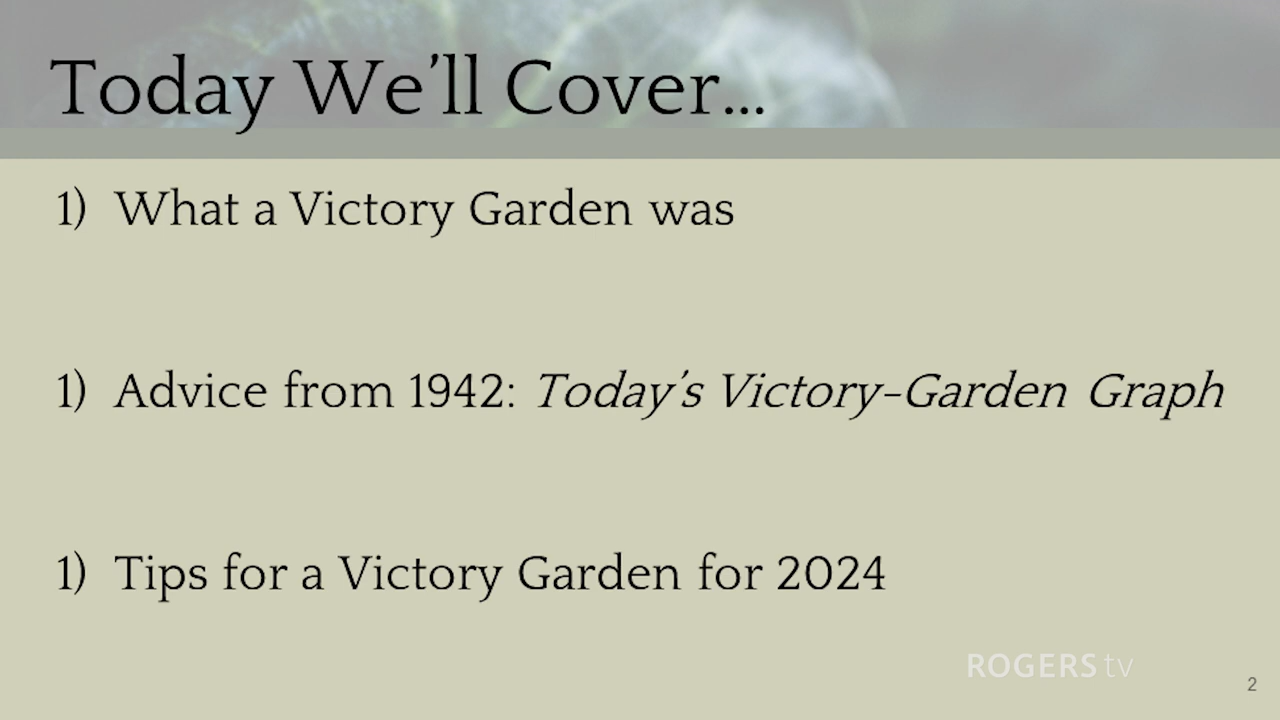 Today We’ll Cover...
1) What a Victory Garden was
1) Advice from 1942: Today’s Victory-Garden Graph
1) Tips for a Victory Garden for 2024
ROGERS tv
2